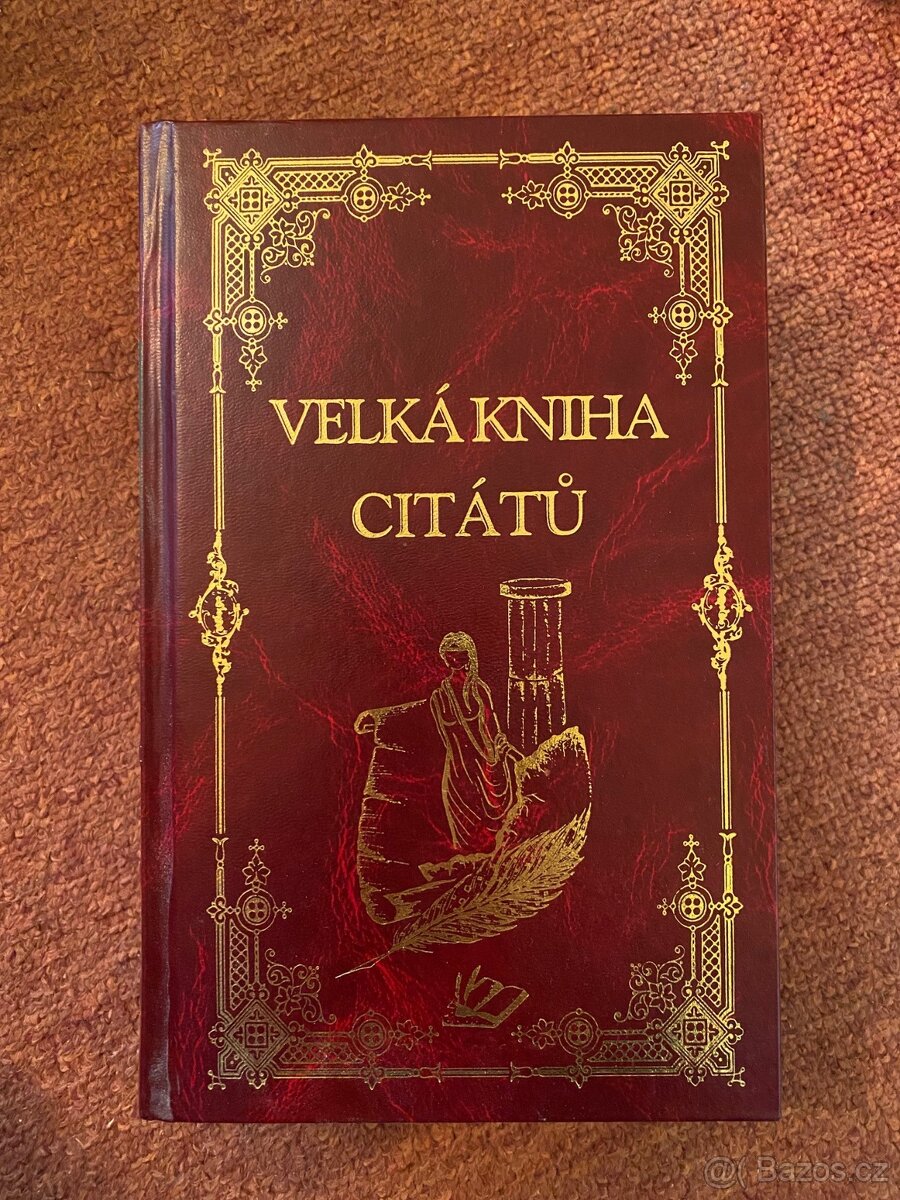 VELKÁ KNIHA
CITÁTŮ
@( Bazos.cz